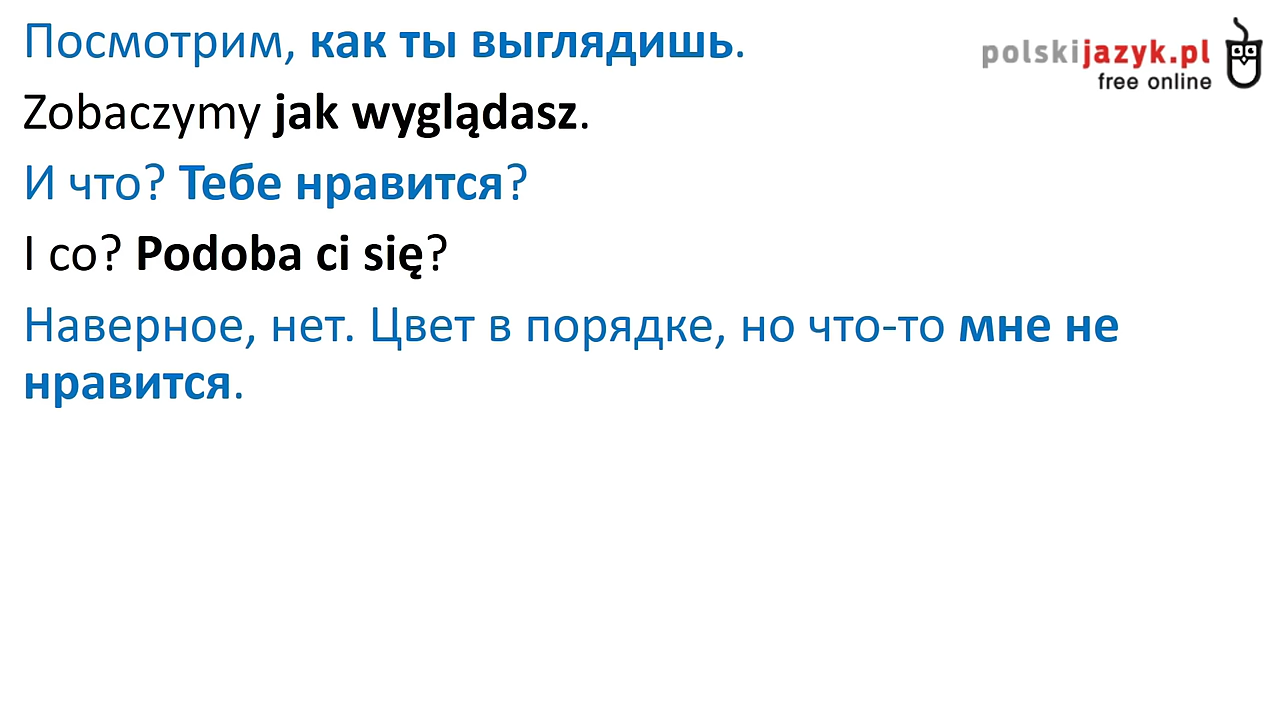 Посмотрим, как ты выглядишь.
polskijazyk.pl
free online
Zobaczymy jak wyglądasz.
И что? Тебе нравится?
I co? Podoba ci się?
Наверное, нет. Цвет в порядке, но что-то мне не
нравится.